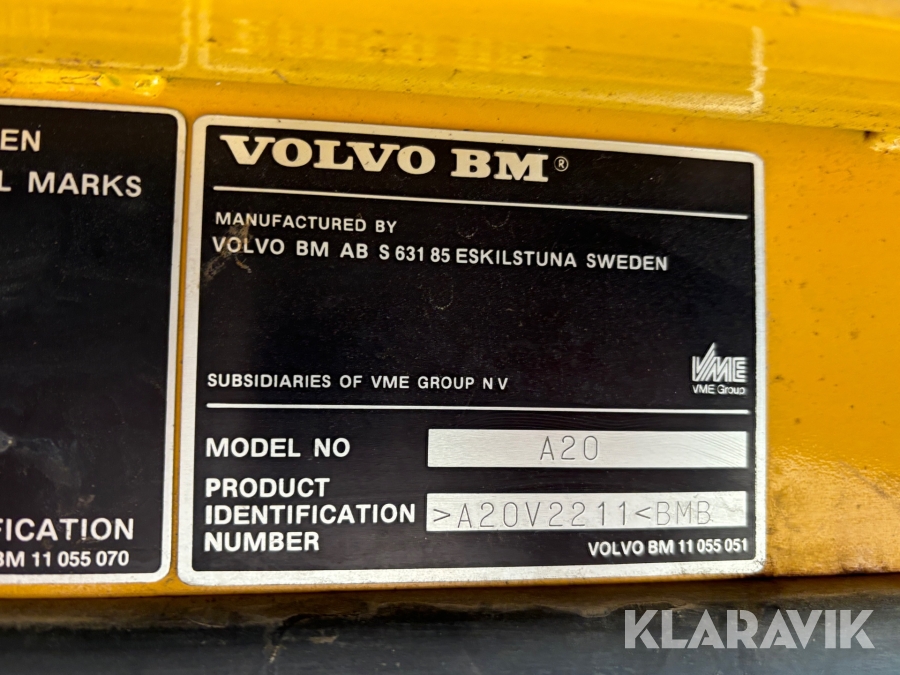 EN
L MARKS
FICATION
BM 11 055 070
VOLVO BM®
MANUFACTURED BY
VOLVO BM AB S 631 85 ESKILSTUNA SWEDEN
VME
VME Group
SUBSIDIARIES OF VME GROUP N V
MODEL NO A20
PRODUCT
IDENTIFICATION >A20V2211<BMB
NUMBER
VOLVO BM 11 055 051
KLARAVIK